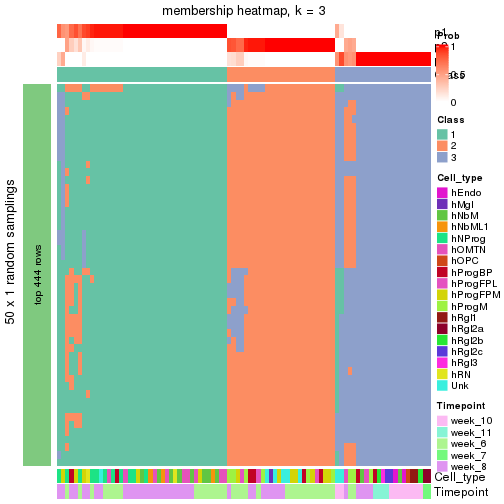 membership heatmap, k = 3
50 x 1 random samplings
top 444 rows
p1
Prob
1
0.5
0
Class
1
2
3
Cell_type
hEndo
hMgl
hNbM
hNbML1
hNProg
hOMTN
hOPC
hProgBP
hProgFPL
hProgFPM
hProgM
hRgl1
hRgl2a
hRgl2b
hRgl2c
hRgl3
hRN
Unk
Timepoint
week_10
week_11
week_6
week_7
week_8
Cell_type
Timepoint